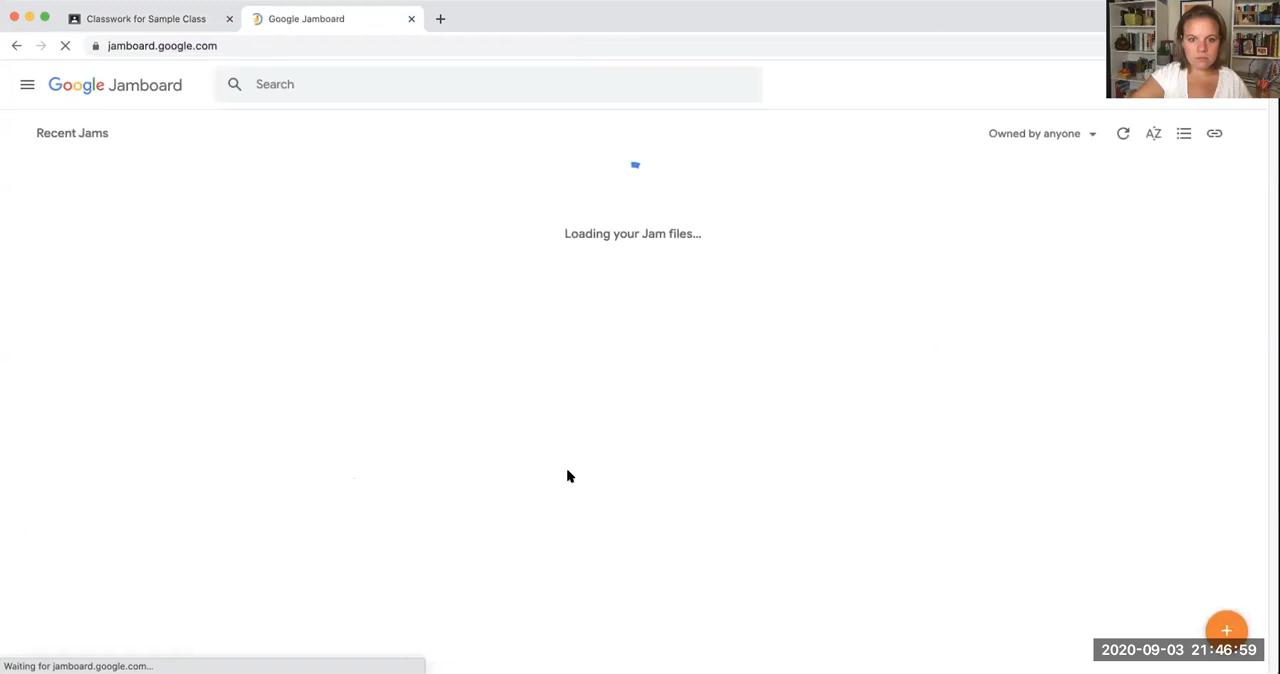 Classwork for Sample Class
Google Jamboard
jamboard.google.com
Google Jamboard
Search
Recent Jams
Owned by anyone
AZ
Loading your Jam files...
2020-09-03 21:46:59
Waiting for jamboard.google.com...